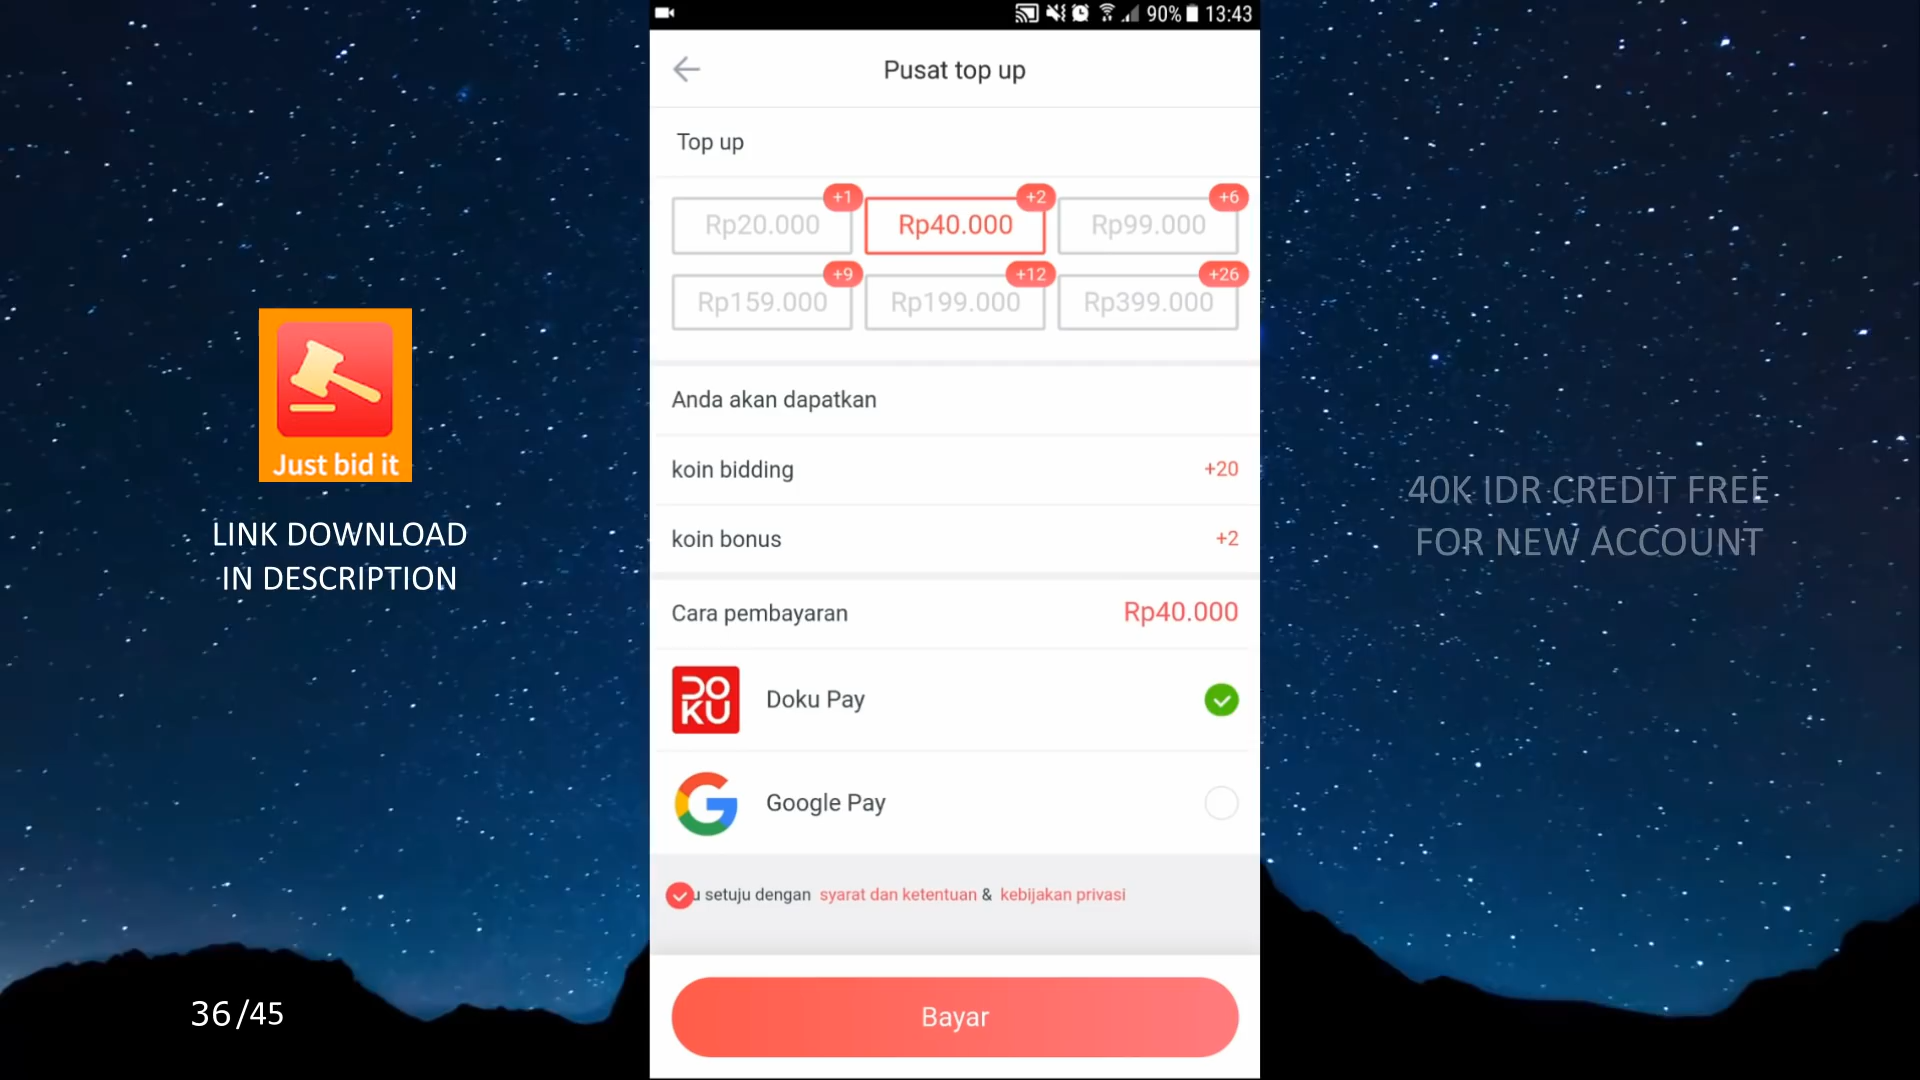 90% 13:43
Pusat top up
Top up
+1 +2 +6
Rp20.000 Rp40.000 Rp99.000
+9 +12 +26
Rp159.000 Rp199.000 Rp399.000
Anda akan dapatkan
koin bidding +20
koin bonus +2
Cara pembayaran Rp40.000
DOKU Doku Pay
Google Pay
u setuju dengan syarat dan ketentuan & kebijakan privasi
Bayar
Just bid it
LINK DOWNLOAD
IN DESCRIPTION
40K IDR CREDIT FREE
FOR NEW ACCOUNT
36/45